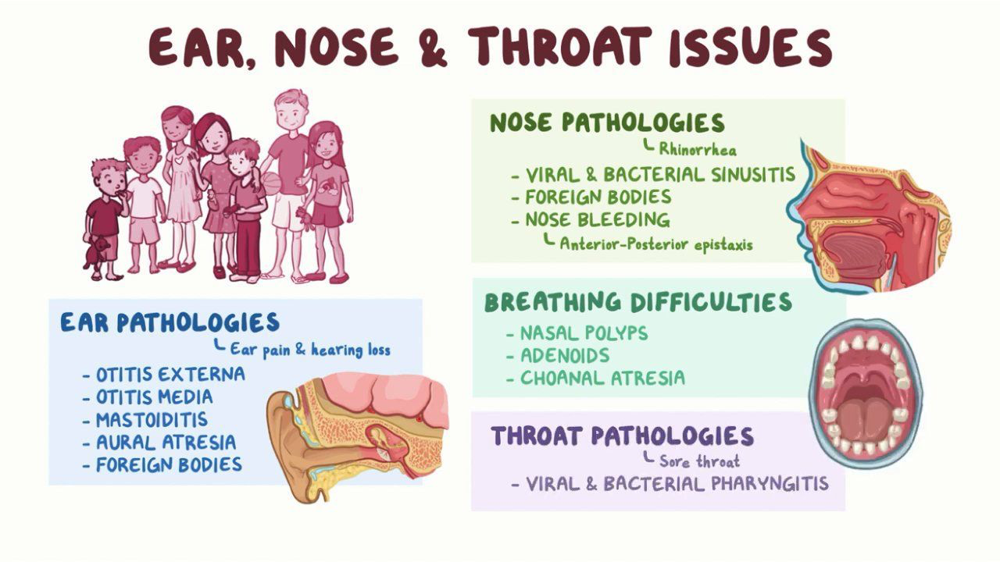 EAR, NOSE & THROAT ISSUES
NOSE PATHOLOGIES
Rhinorrhea
- VIRAL & BACTERIAL SINUSITIS
- FOREIGN BODIES
- NOSE BLEEDING
Anterior-Posterior epistaxis
EAR PATHOLOGIES
Ear pain & hearing loss
- OTITIS EXTERNA
- OTITIS MEDIA
- MASTOIDITIS
- AURAL ATRESIA
- FOREIGN BODIES
BREATHING DIFFICULTIES
- NASAL POLYPS
- ADENOIDS
- CHOANAL ATRESIA
THROAT PATHOLOGIES
Sore throat
- VIRAL & BACTERIAL PHARYNGITIS